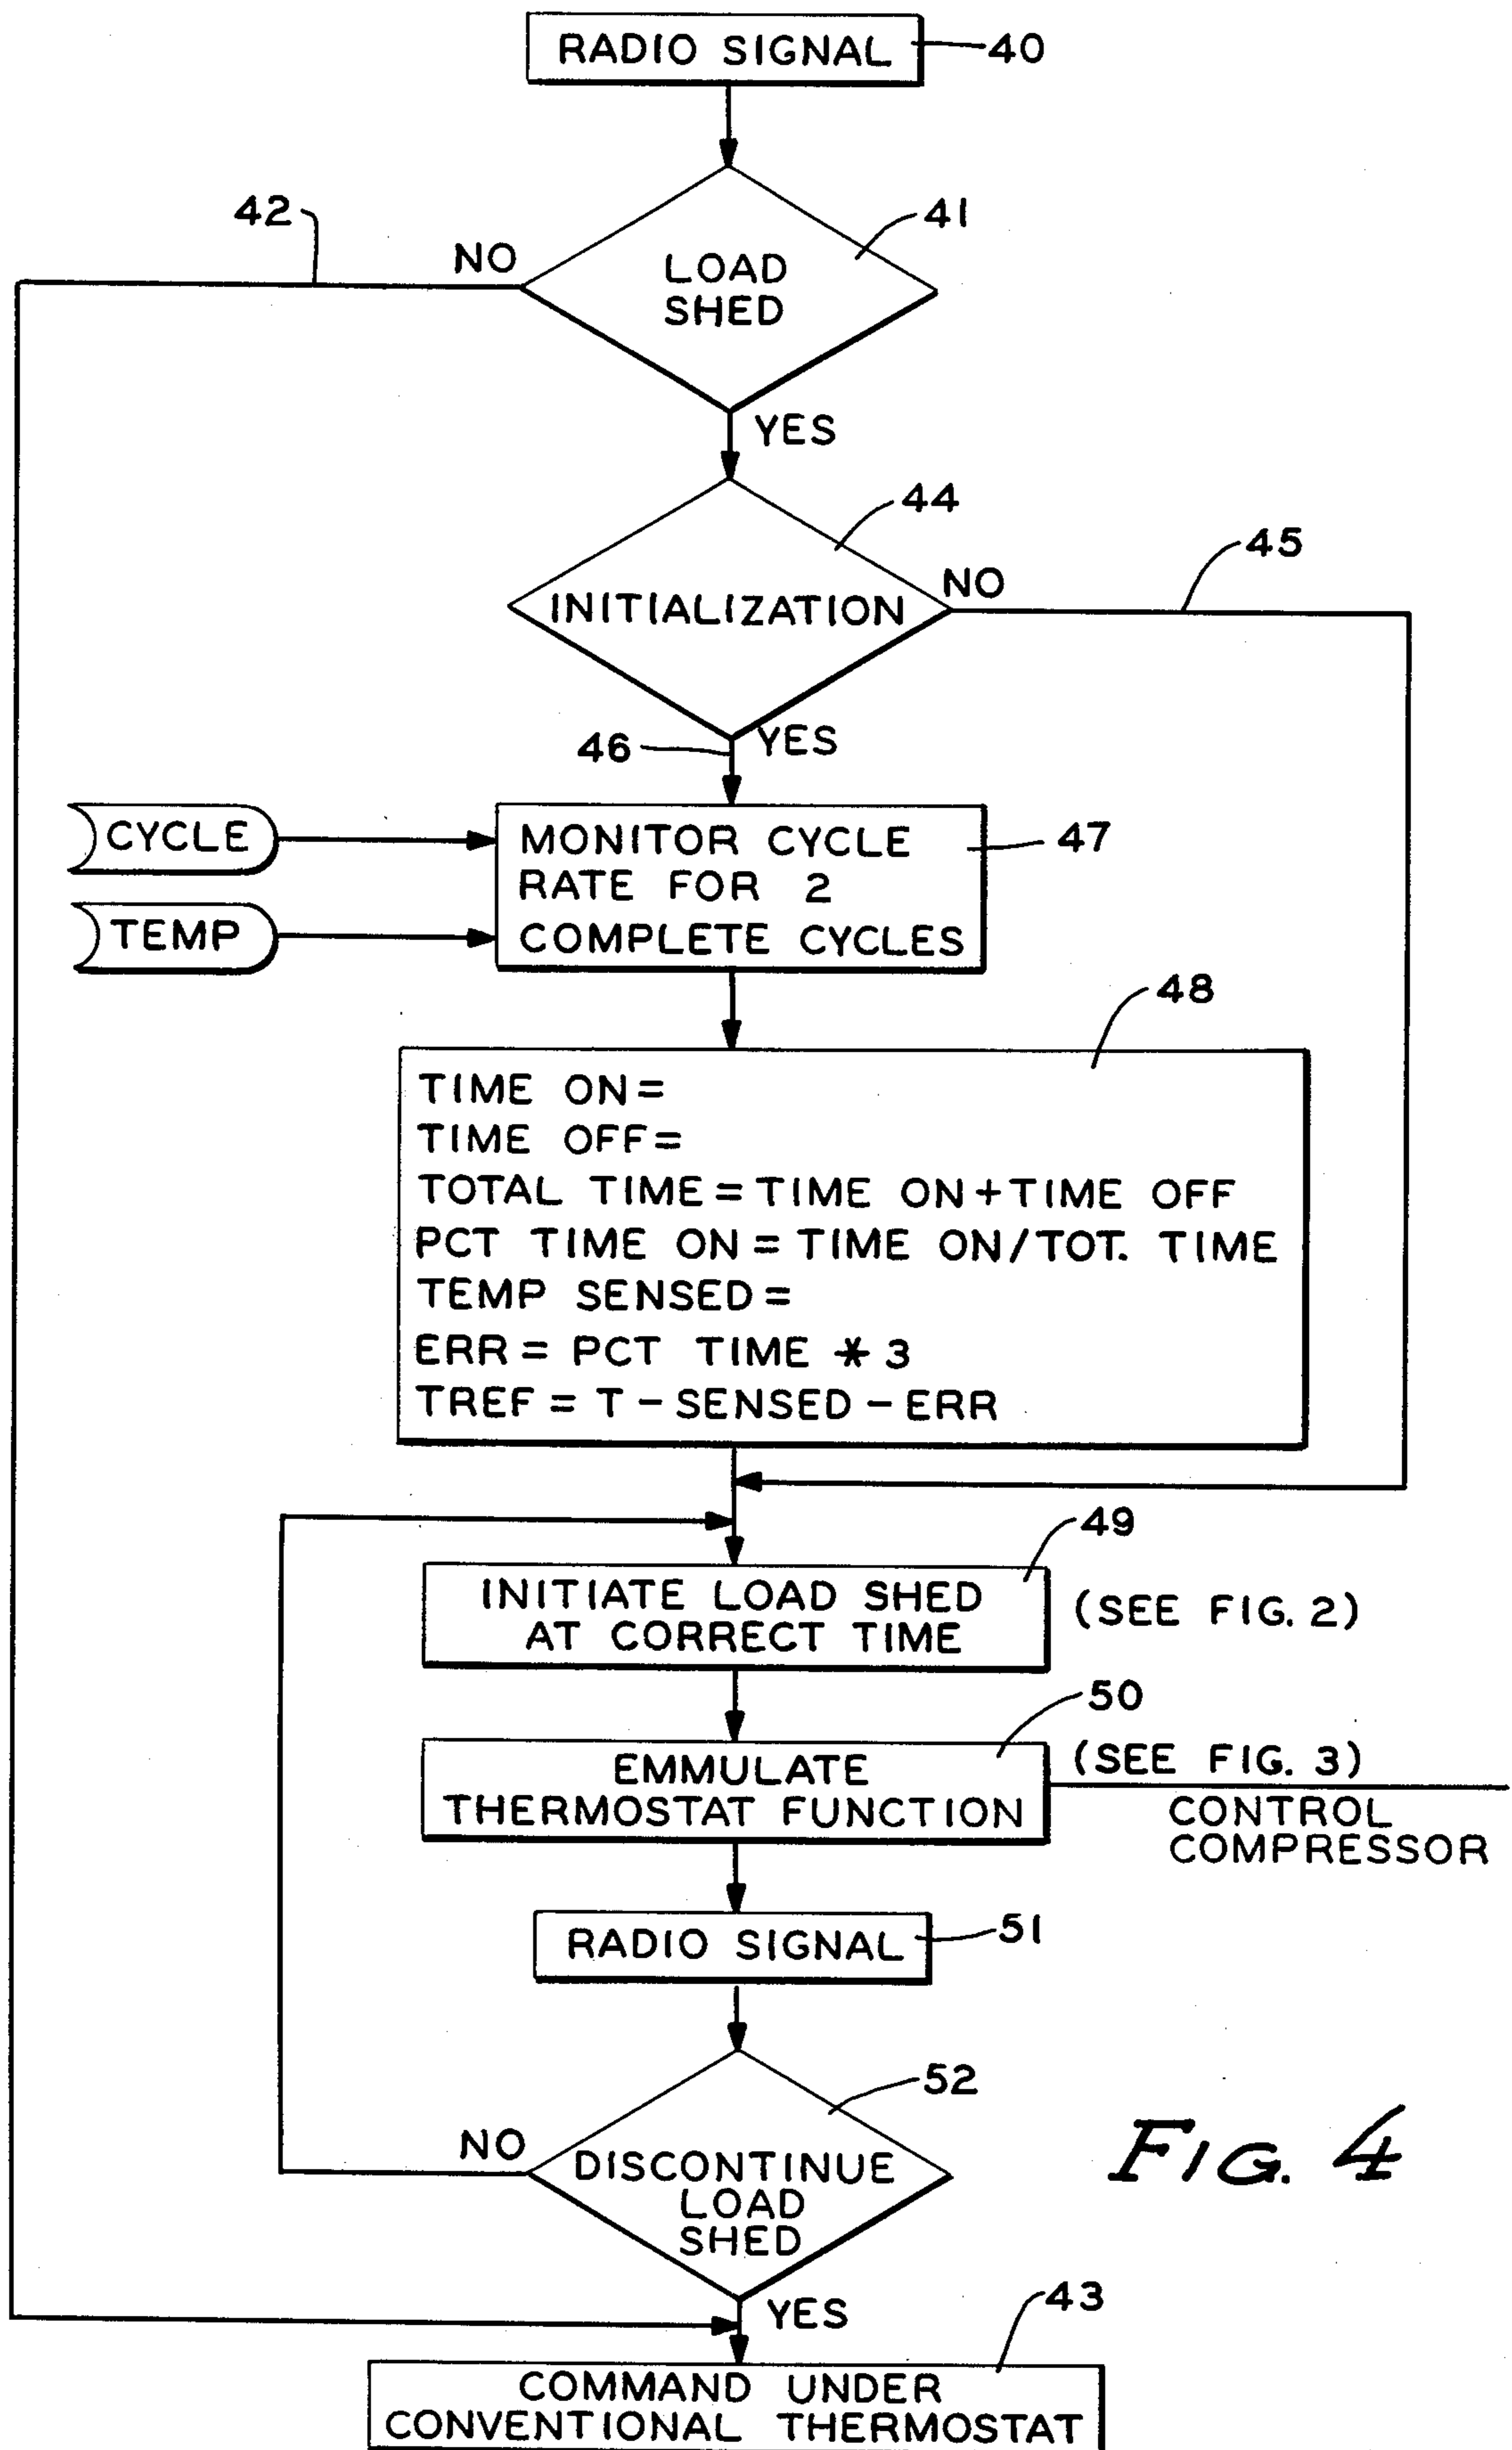 RADIO SIGNAL
40
42
NO
41
LOAD
SHED
YES
44
45
NO
INITIALIZATION
46
YES
CYCLE
TEMP
MONITOR CYCLE
RATE FOR 2
COMPLETE CYCLES
47
48
TIME ON =
TIME OFF =
TOTAL TIME = TIME ON + TIME OFF
PCT TIME ON = TIME ON / TOT. TIME
TEMP SENSED =
ERR = PCT TIME * 3
TREF = T - SENSED - ERR
49
INITIATE LOAD SHED
AT CORRECT TIME
(SEE FIG. 2)
50
EMMULATE
THERMOSTAT FUNCTION
(SEE FIG. 3)
CONTROL
COMPRESSOR
RADIO SIGNAL
51
52
NO
DISCONTINUE
LOAD
SHED
FIG. 4
YES
43
COMMAND UNDER
CONVENTIONAL THERMOSTAT